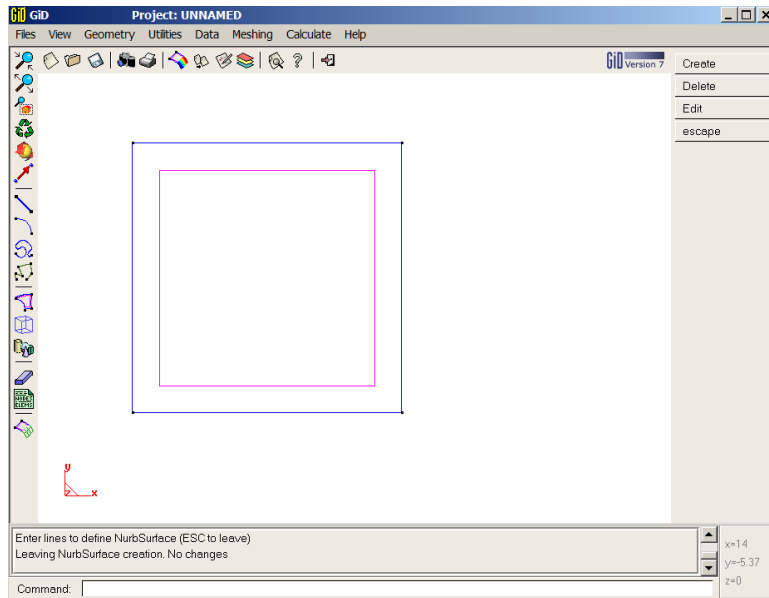 GiD GiD Project: UNNAMED
Files View Geometry Utilities Data Meshing Calculate Help
GiD Version 7
Create
Delete
Edit
escape
y
z x
Enter lines to define NurbSurface (ESC to leave)
Leaving NurbSurface creation. No changes
x=14
y=-5.37
z=0
Command: